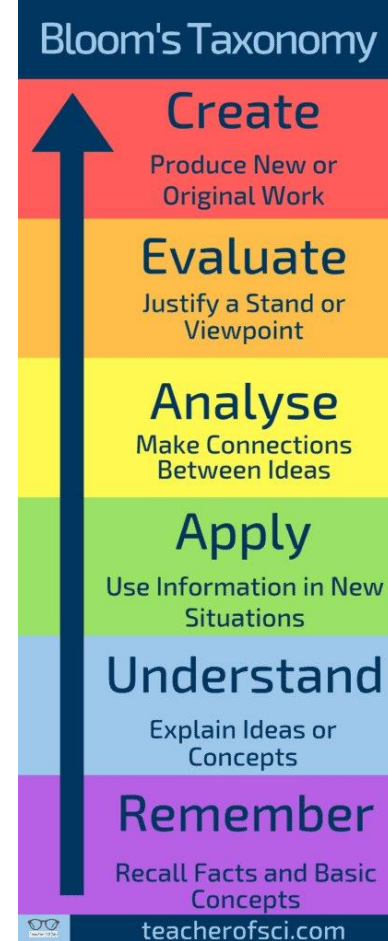 Bloom's Taxonomy
Create
Produce New or
Original Work
Evaluate
Justify a Stand or
Viewpoint
Analyse
Make Connections
Between Ideas
Apply
Use Information in New
Situations
Understand
Explain Ideas or
Concepts
Remember
Recall Facts and Basic
Concepts
teacherofsci.com